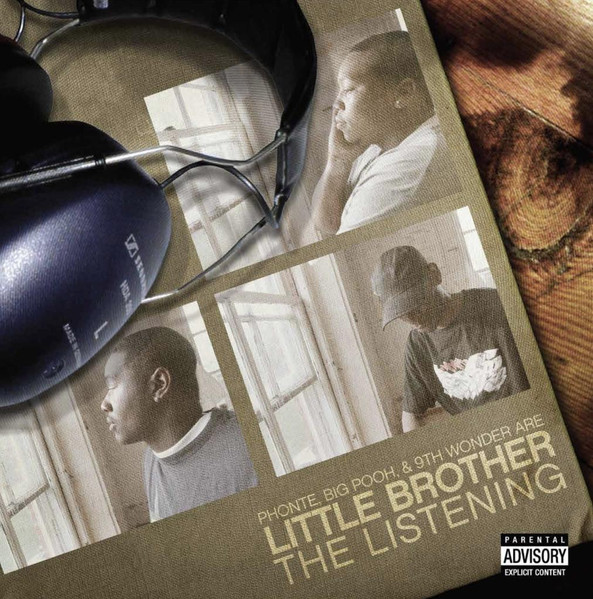 L
PHONTE, BIG POOH, & 9TH WONDER ARE
LITTLE BROTHER
THE LISTENING
PARENTAL
ADVISORY
EXPLICIT CONTENT